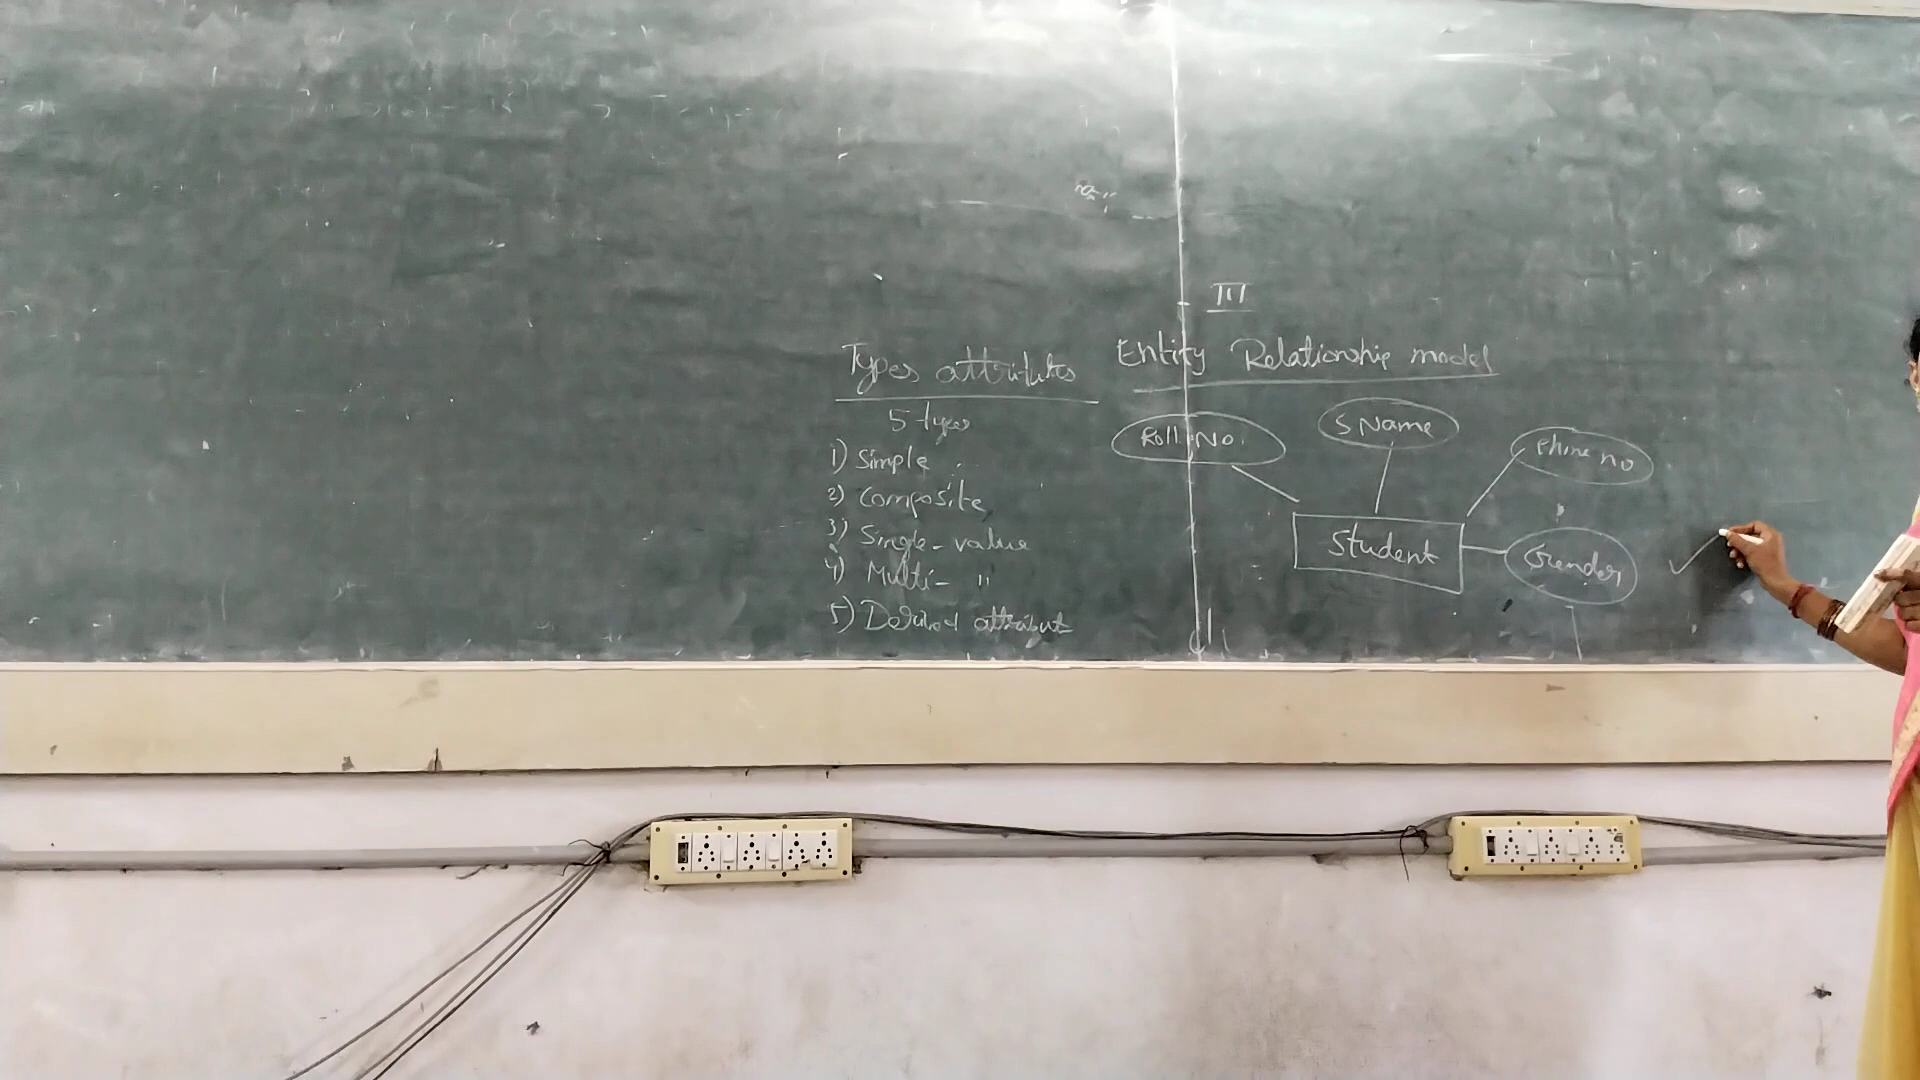 Types attributes
5-types
1) Simple
2) Composite
3) Single-value
4) Multi- "
5) Derived attribut
III
Entity Relationship model
Roll No.
S Name
Phone no
Student
Gender